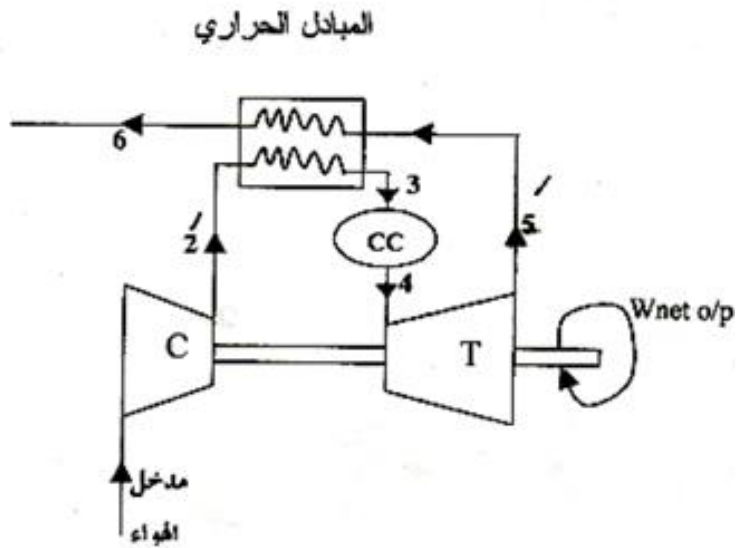 المبادل الحراري
6
3
2′
5′
CC
4
C
T
Wnet o/p
مدخل
الهواء